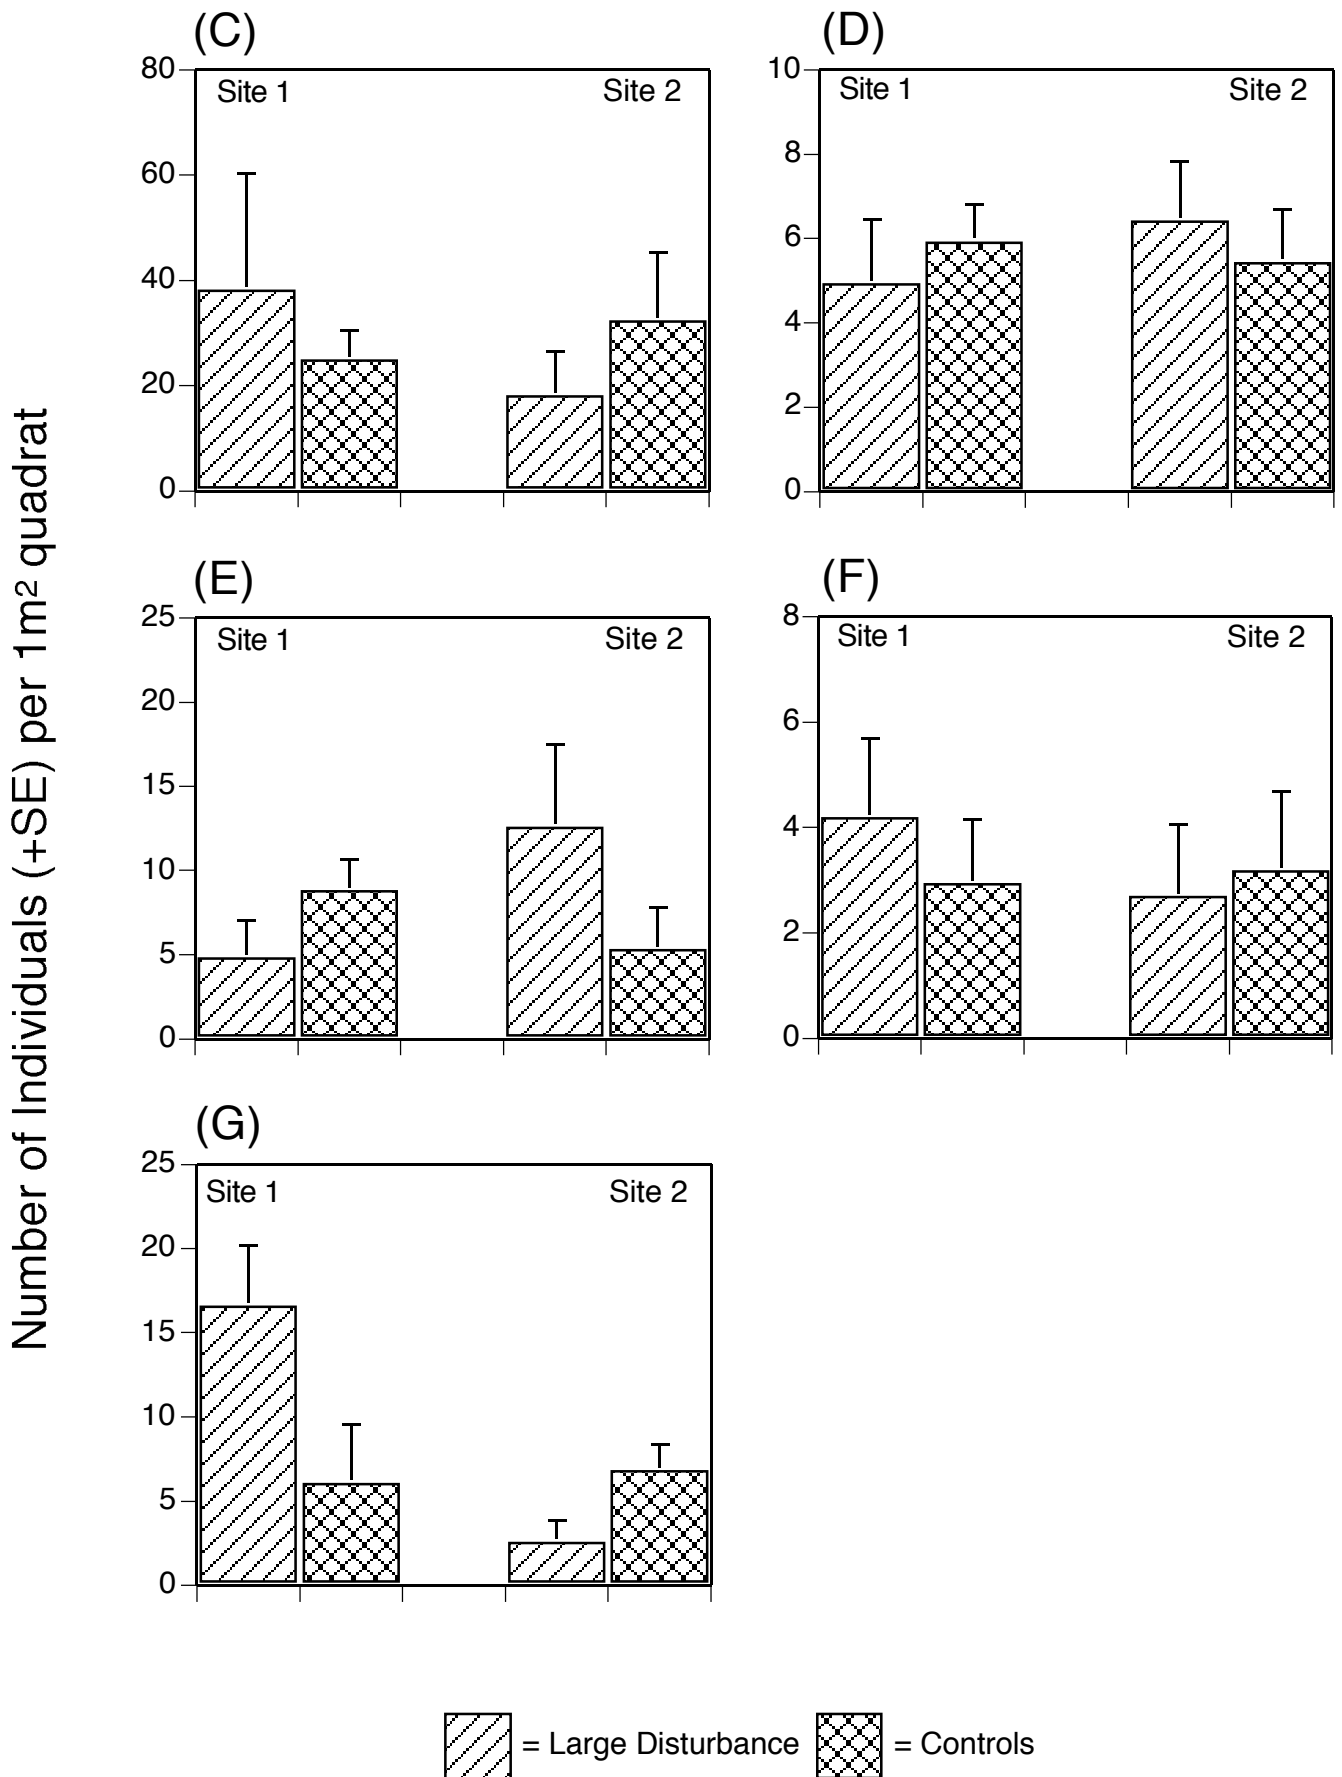 (C)
80
60
40
20
0
Site 1
Site 2
(D)
10
8
6
4
2
0
Site 1
Site 2
Number of Individuals (+SE) per 1m² quadrat
(E)
25
20
15
10
5
0
Site 1
Site 2
(F)
8
6
4
2
0
Site 1
Site 2
(G)
25
20
15
10
5
0
Site 1
Site 2
= Large Disturbance
= Controls